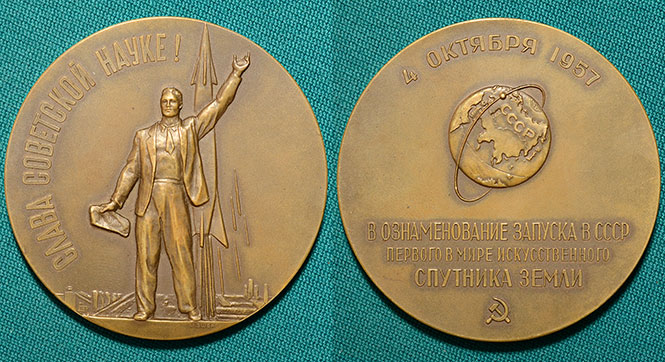 СЛАВА СОВЕТСКОЙ НАУКЕ!
4 ОКТЯБРЯ 1957
СССР
В ОЗНАМЕНОВАНИЕ ЗАПУСКА В СССР
ПЕРВОГО В МИРЕ ИСКУССТВЕННОГО
СПУТНИКА ЗЕМЛИ